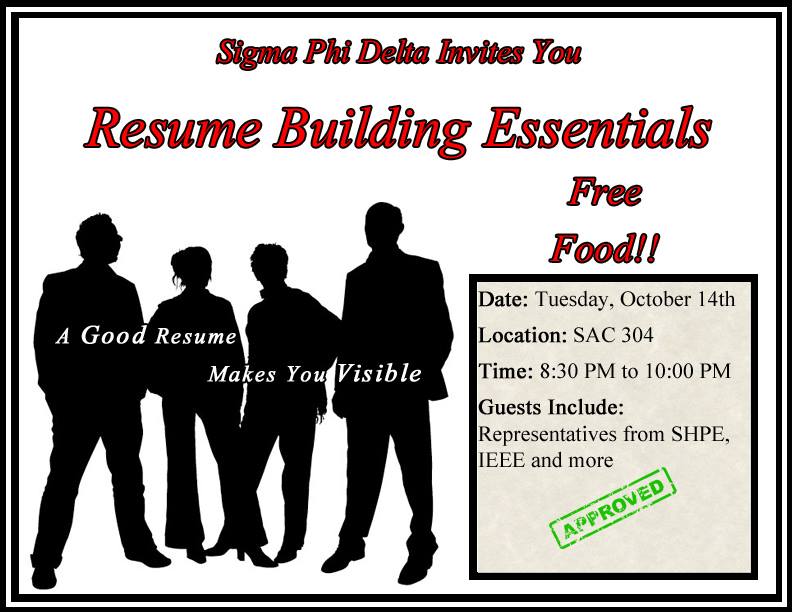 Sigma Phi Delta Invites You
Resume Building Essentials
Free
Food!!
A Good Resume
Makes You Visible
Date: Tuesday, October 14th
Location: SAC 304
Time: 8:30 PM to 10:00 PM
Guests Include:
Representatives from SHPE,
IEEE and more
APPROVED